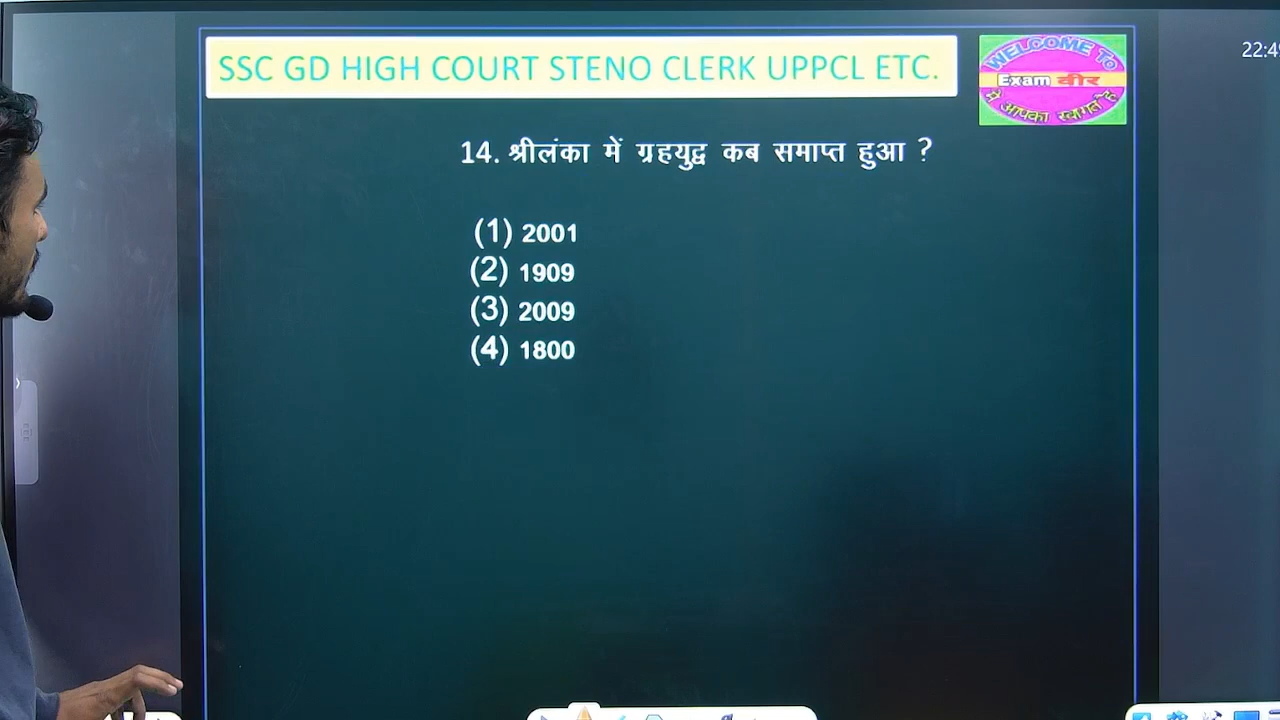 SSC GD HIGH COURT STENO CLERK UPPCL ETC.
WELCOME TO
Exam वीर
में आपका स्वागत है
22:49
14. श्रीलंका में ग्रहयुद्व कब समाप्त हुआ ?
(1) 2001
(2) 1909
(3) 2009
(4) 1800